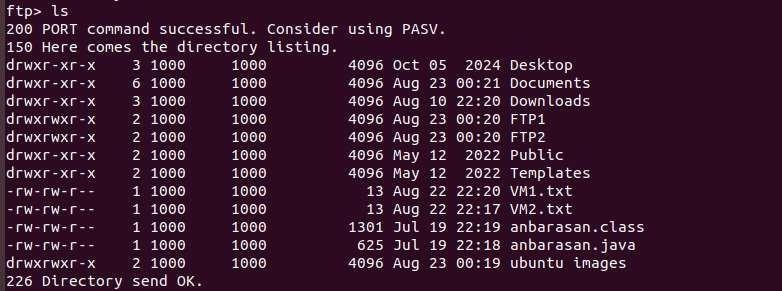 ftp> ls
200 PORT command successful. Consider using PASV.
150 Here comes the directory listing.
drwxr-xr-x    3 1000     1000         4096 Oct 05  2024 Desktop
drwxr-xr-x    6 1000     1000         4096 Aug 23 00:21 Documents
drwxr-xr-x    3 1000     1000         4096 Aug 10 22:20 Downloads
drwxrwxr-x    2 1000     1000         4096 Aug 23 00:20 FTP1
drwxrwxr-x    2 1000     1000         4096 Aug 23 00:20 FTP2
drwxr-xr-x    2 1000     1000         4096 May 12  2022 Public
drwxr-xr-x    2 1000     1000         4096 May 12  2022 Templates
-rw-rw-r--    1 1000     1000           13 Aug 22 22:20 VM1.txt
-rw-rw-r--    1 1000     1000           13 Aug 22 22:17 VM2.txt
-rw-rw-r--    1 1000     1000         1301 Jul 19 22:19 anbarasan.class
-rw-rw-r--    1 1000     1000          625 Jul 19 22:18 anbarasan.java
drwxrwxr-x    2 1000     1000         4096 Aug 23 00:19 ubuntu images
226 Directory send OK.